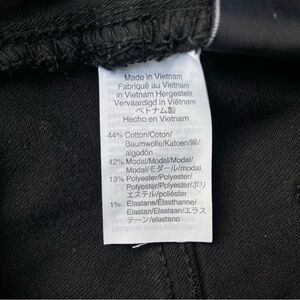 Made in Vietnam
Fabriqué au Vietnam
in Vietnam Hergestellt
Vervaardigd in Viëtnam
ベトナム製
Hecho en Vietnam
44% Cotton/Coton/
Baumwolle/Katoen/綿/
algodón
42% Modal/Modal/Modal/
Modal/モダール/modal
13% Polyester/Polyester/
Polyester/Polyester/ポリ
エステル/poliéster
1% Elastane/Élasthanne/
Elastan/Elastaan/エラス
テーン/elastano